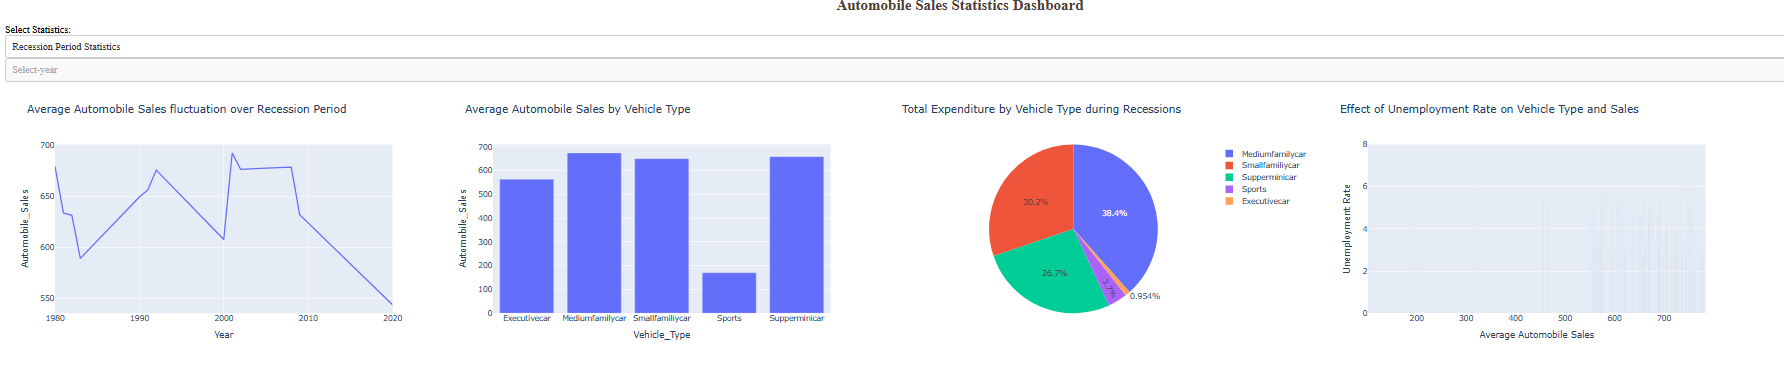 Automobile Sales Statistics Dashboard
Select Statistics:
Recession Period Statistics
Select-year
Average Automobile Sales fluctuation over Recession Period
700
650
600
550
Automobile_Sales
1980
1990
2000
2010
2020
Year
Average Automobile Sales by Vehicle Type
700
600
500
400
300
200
100
0
Automobile_Sales
Executivecar
Mediumfamilycar
Smallfamiliycar
Sports
Supperminicar
Vehicle_Type
Total Expenditure by Vehicle Type during Recessions
38.4%
30.2%
26.7%
3.7%
0.954%
Mediumfamilycar
Smallfamiliycar
Supperminicar
Sports
Executivecar
Effect of Unemployment Rate on Vehicle Type and Sales
8
6
4
2
0
Unemployment Rate
200
300
400
500
600
700
Average Automobile Sales